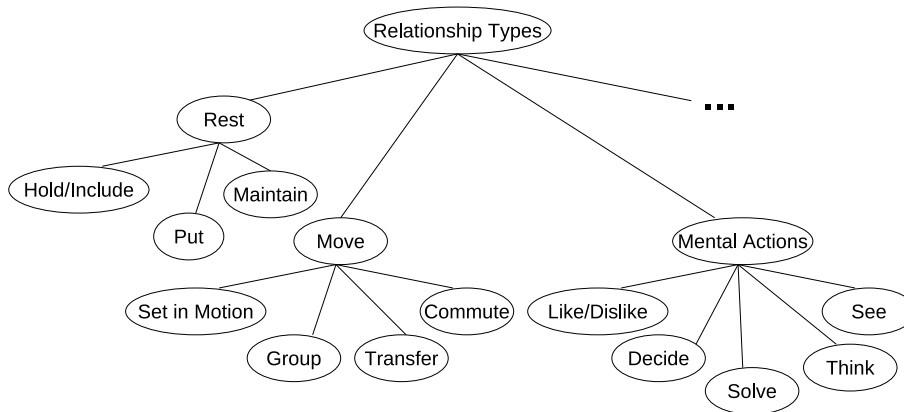 Relationship Types
...
Rest
Hold/Include
Maintain
Put
Move
Mental Actions
Set in Motion
Commute
Like/Dislike
See
Group
Transfer
Decide
Think
Solve